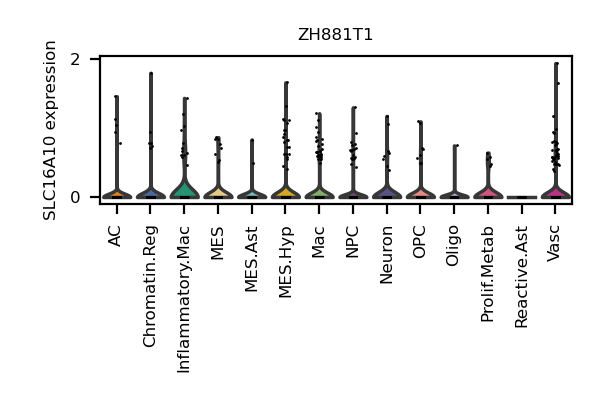 ZH881T1
SLC16A10 expression
2
0
AC
Chromatin.Reg
Inflammatory.Mac
MES
MES.Ast
MES.Hyp
Mac
NPC
Neuron
OPC
Oligo
Prolif.Metab
Reactive.Ast
Vasc